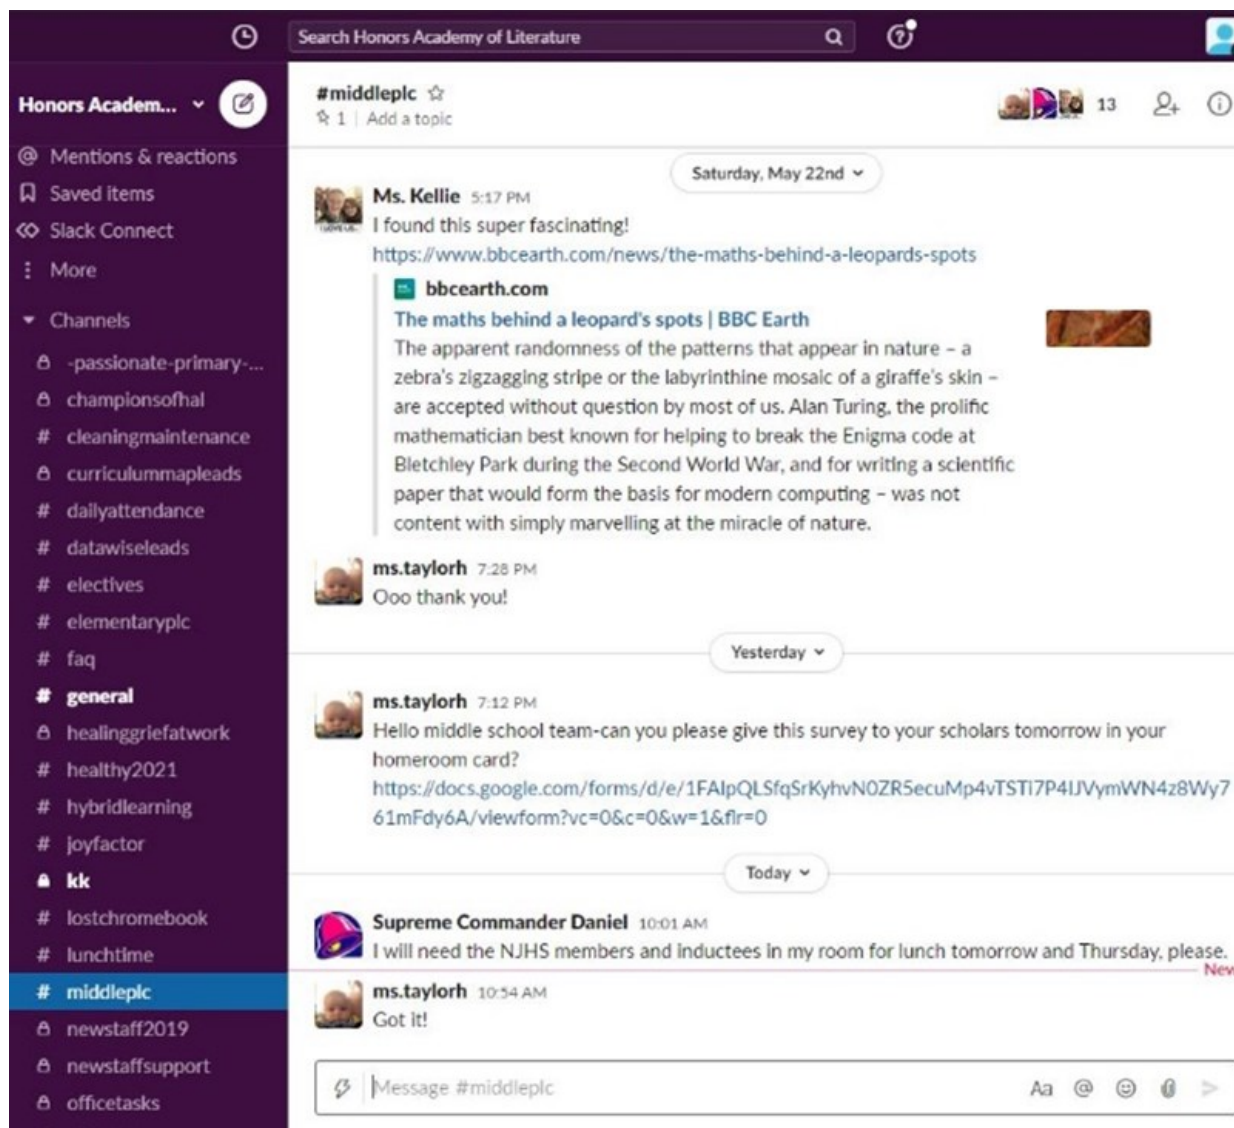 Search Honors Academy of Literature
Honors Academ...
Mentions & reactions
Saved items
Slack Connect
More
Channels
-passionate-primary-...
championsofhal
# cleaningmaintenance
curriculummapleads
# dailyattendance
# datawiseleads
# electives
# elementaryplc
# faq
# general
healinggriefatwork
# healthy2021
# hybridlearning
# joyfactor
kk
# lostchromebook
# lunchtime
# middleplc
newstaff2019
newstaffsupport
officetasks
#middleplc
1 | Add a topic
13
Saturday, May 22nd
Ms. Kellie 5:17 PM
I found this super fascinating!
https://www.bbcearth.com/news/the-maths-behind-a-leopards-spots
bbcearth.com
The maths behind a leopard's spots | BBC Earth
The apparent randomness of the patterns that appear in nature – a
zebra's zigzagging stripe or the labyrinthine mosaic of a giraffe's skin –
are accepted without question by most of us. Alan Turing, the prolific
mathematician best known for helping to break the Enigma code at
Bletchley Park during the Second World War, and for writing a scientific
paper that would form the basis for modern computing – was not
content with simply marvelling at the miracle of nature.
ms.taylorh 7:28 PM
Ooo thank you!
Yesterday
ms.taylorh 7:12 PM
Hello middle school team-can you please give this survey to your scholars tomorrow in your
homeroom card?
https://docs.google.com/forms/d/e/1FAIpQLSfqSrKyhvN0ZR5ecuMp4vTSTi7P4IJVymWN4z8Wy7
61mFdy6A/viewform?vc=0&c=0&w=1&flr=0
Today
Supreme Commander Daniel 10:01 AM
I will need the NJHS members and inductees in my room for lunch tomorrow and Thursday, please.
New
ms.taylorh 10:54 AM
Got it!
Message #middleplc
Aa @